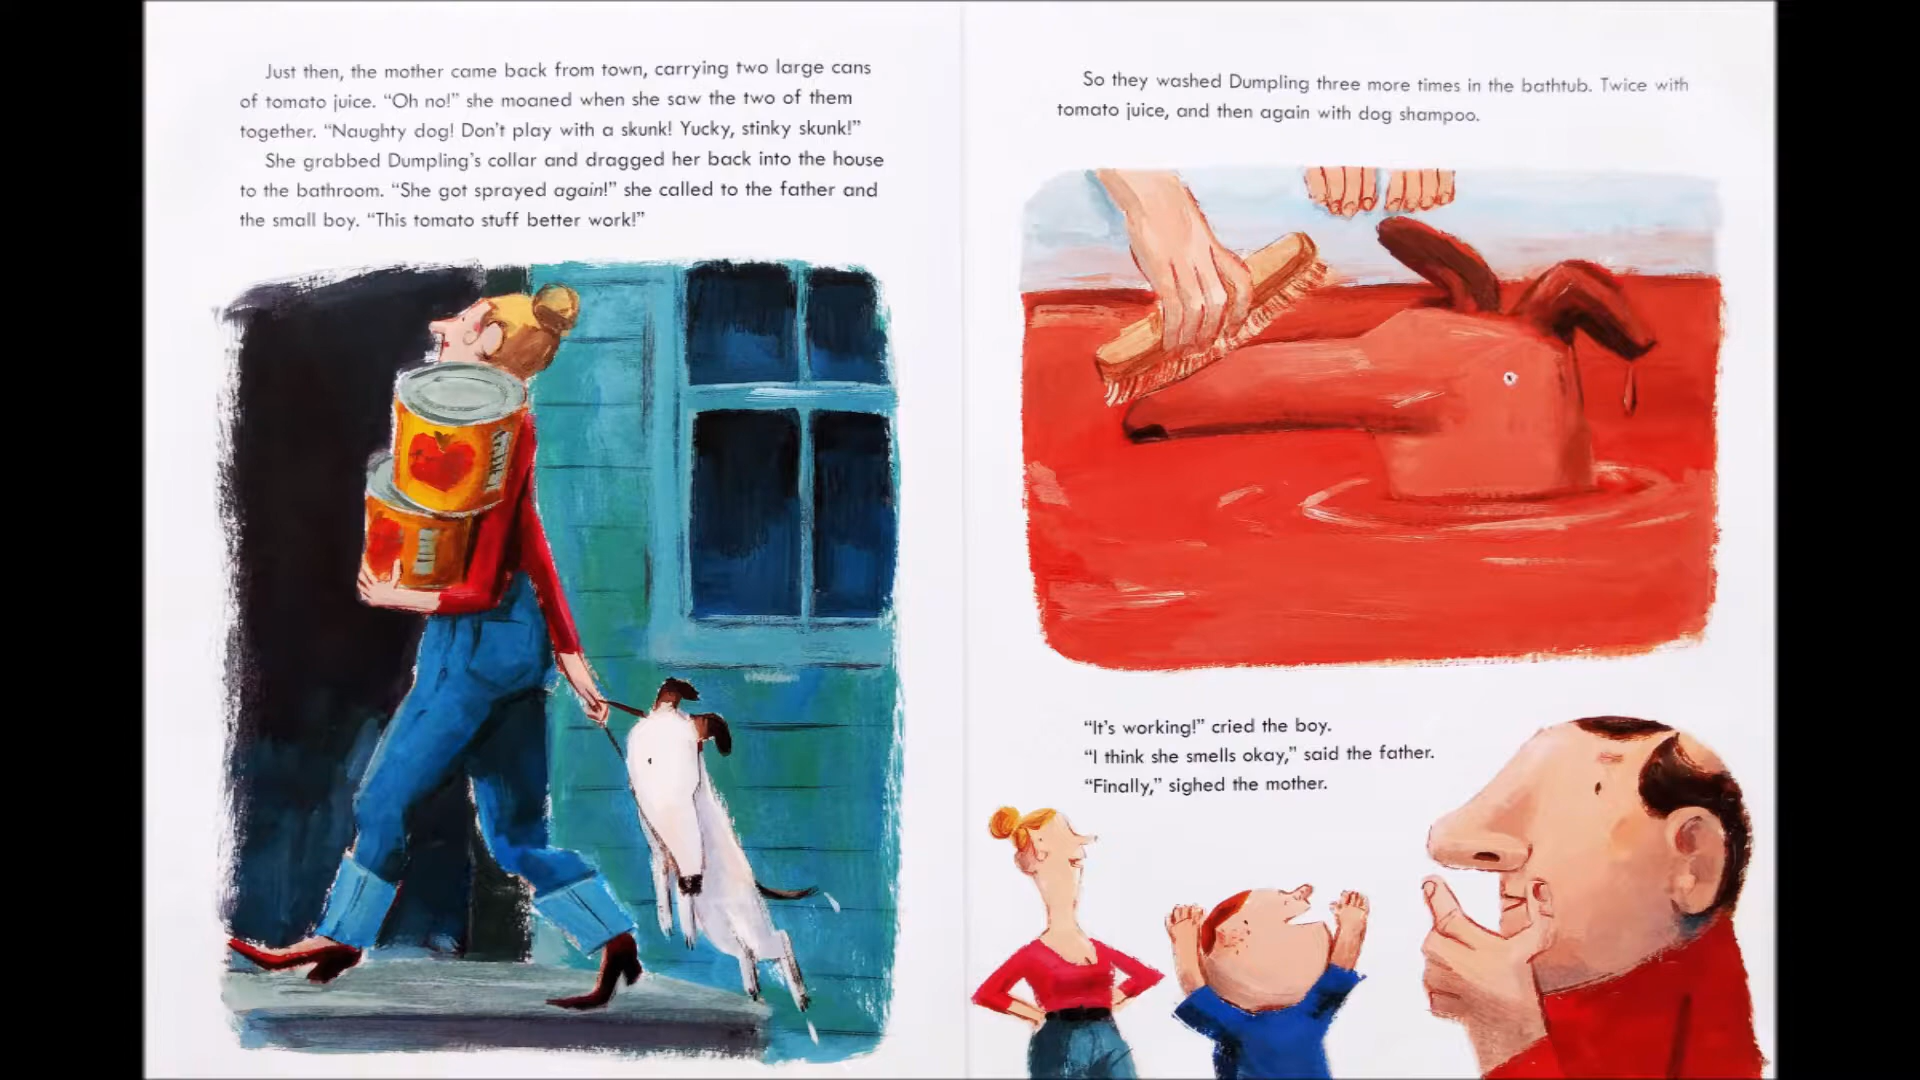 Just then, the mother came back from town, carrying two large cans
of tomato juice. “Oh no!” she moaned when she saw the two of them
together. “Naughty dog! Don’t play with a skunk! Yucky, stinky skunk!”
She grabbed Dumpling’s collar and dragged her back into the house
to the bathroom. “She got sprayed again!” she called to the father and
the small boy. “This tomato stuff better work!”
So they washed Dumpling three more times in the bathtub. Twice with
tomato juice, and then again with dog shampoo.
“It’s working!” cried the boy.
“I think she smells okay,” said the father.
“Finally,” sighed the mother.